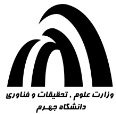 وزارت علوم ، تحقیقات و فناوری
دانشگاه جهرم